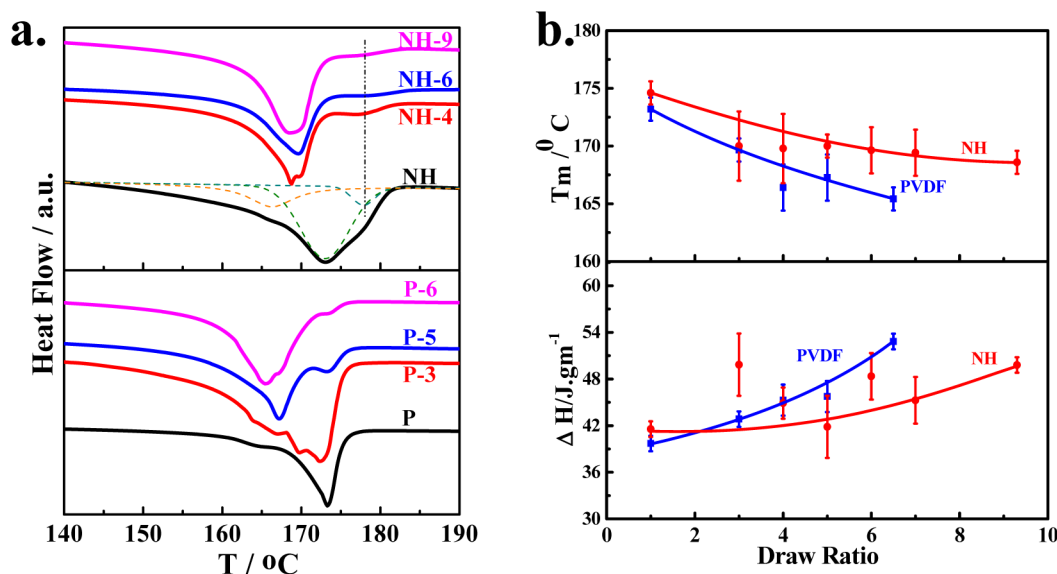 a.
NH-9
NH-6
NH-4
NH
P-6
P-5
P-3
P
Heat Flow / a.u.
140 150 160 170 180 190
T / ºC
b.
180
175
170
165
160
Tm /⁰ C
NH
PVDF
60
54
48
42
36
30
Δ H/J.gm⁻¹
PVDF
NH
0 2 4 6 8 10
Draw Ratio